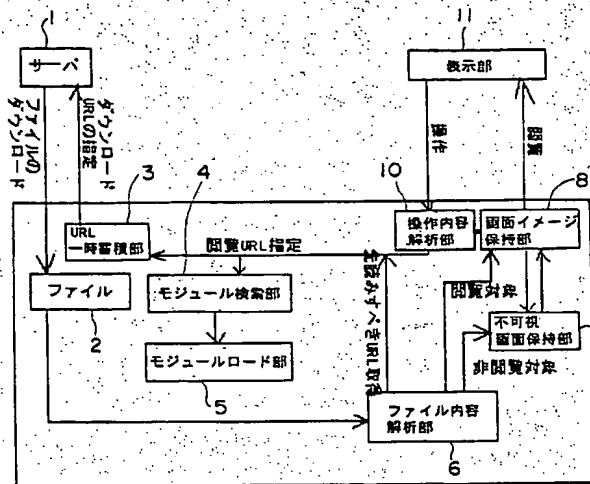 1
サーバ
11
表示部
ファイルの
ダウンロード
ダウンロード
URLの指定
操作
閲覧
3
4
10
8
URL
一時蓄積部
閲覧URL指定
操作内容
解析部
画面イメージ
保持部
ファイル
2
モジュール検索部
先読みすべきURL取得
閲覧対象
不可視
画面保持部
モジュールロード部
5
非閲覧対象
ファイル内容
解析部
6